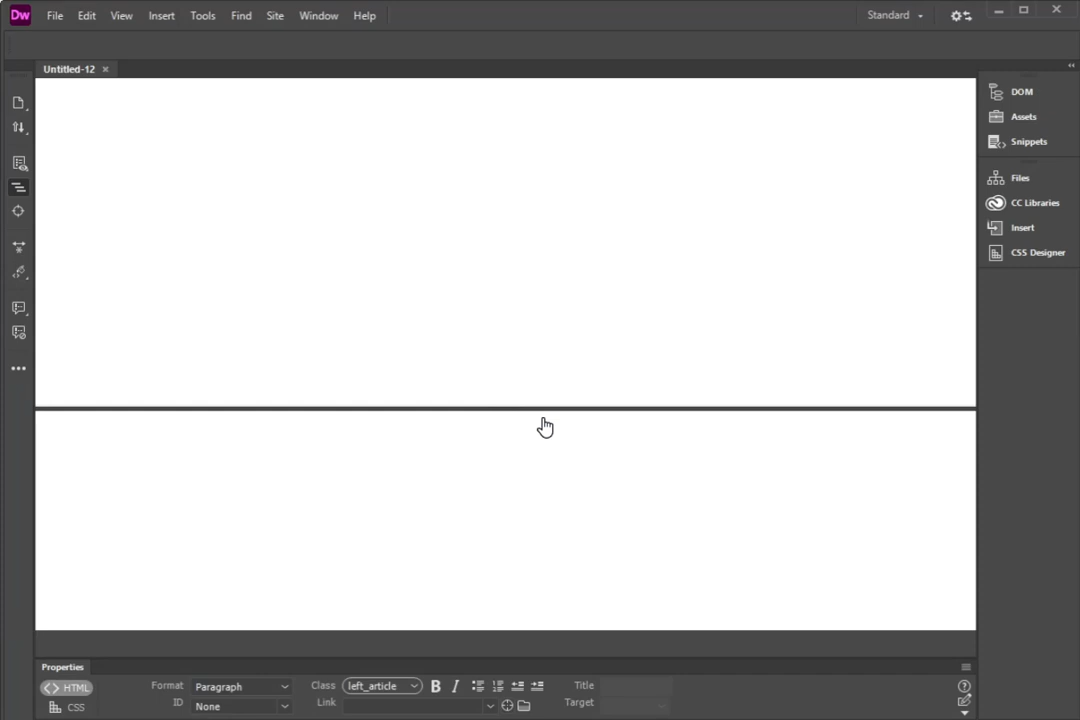 Dw File Edit View Insert Tools Find Site Window Help Standard
Untitled-12
DOM
Assets
Snippets
Files
CC Libraries
Insert
CSS Designer
Properties
HTML Format Paragraph Class left_article B I Title
CSS ID None Link Target